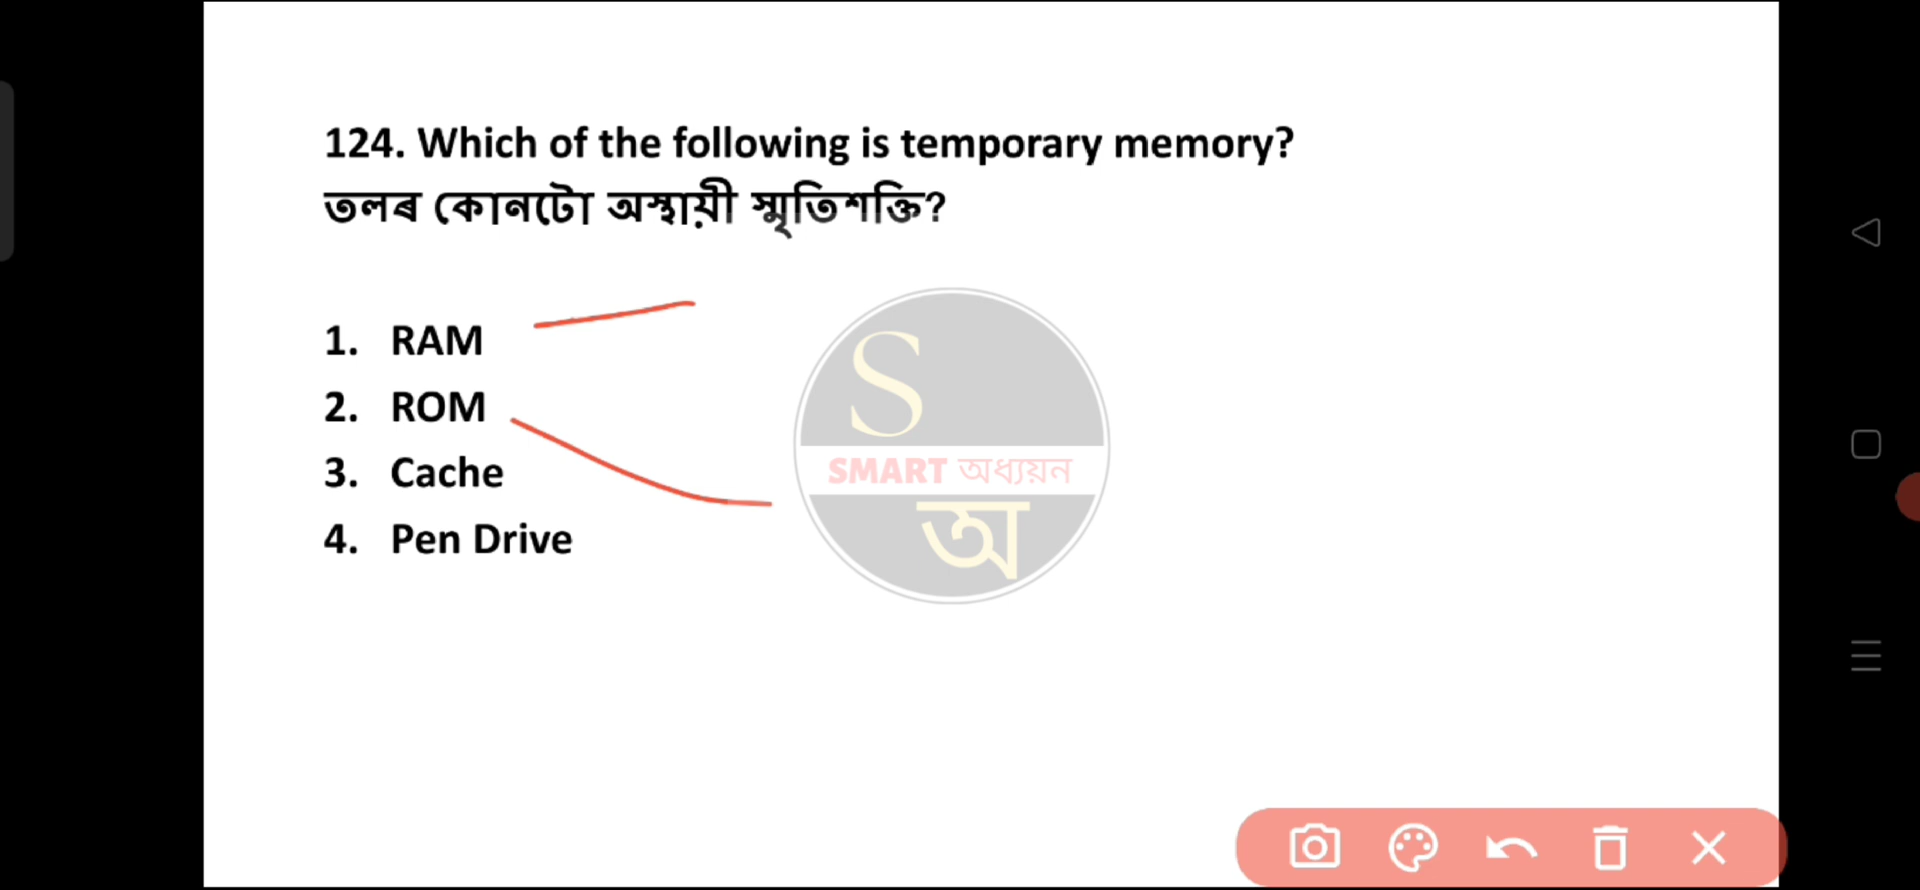 124. Which of the following is temporary memory?
তলৰ কোনটো অস্থায়ী স্মৃতিশক্তি?
1. RAM
2. ROM
3. Cache
4. Pen Drive
S
SMART অধ্যয়ন
অ